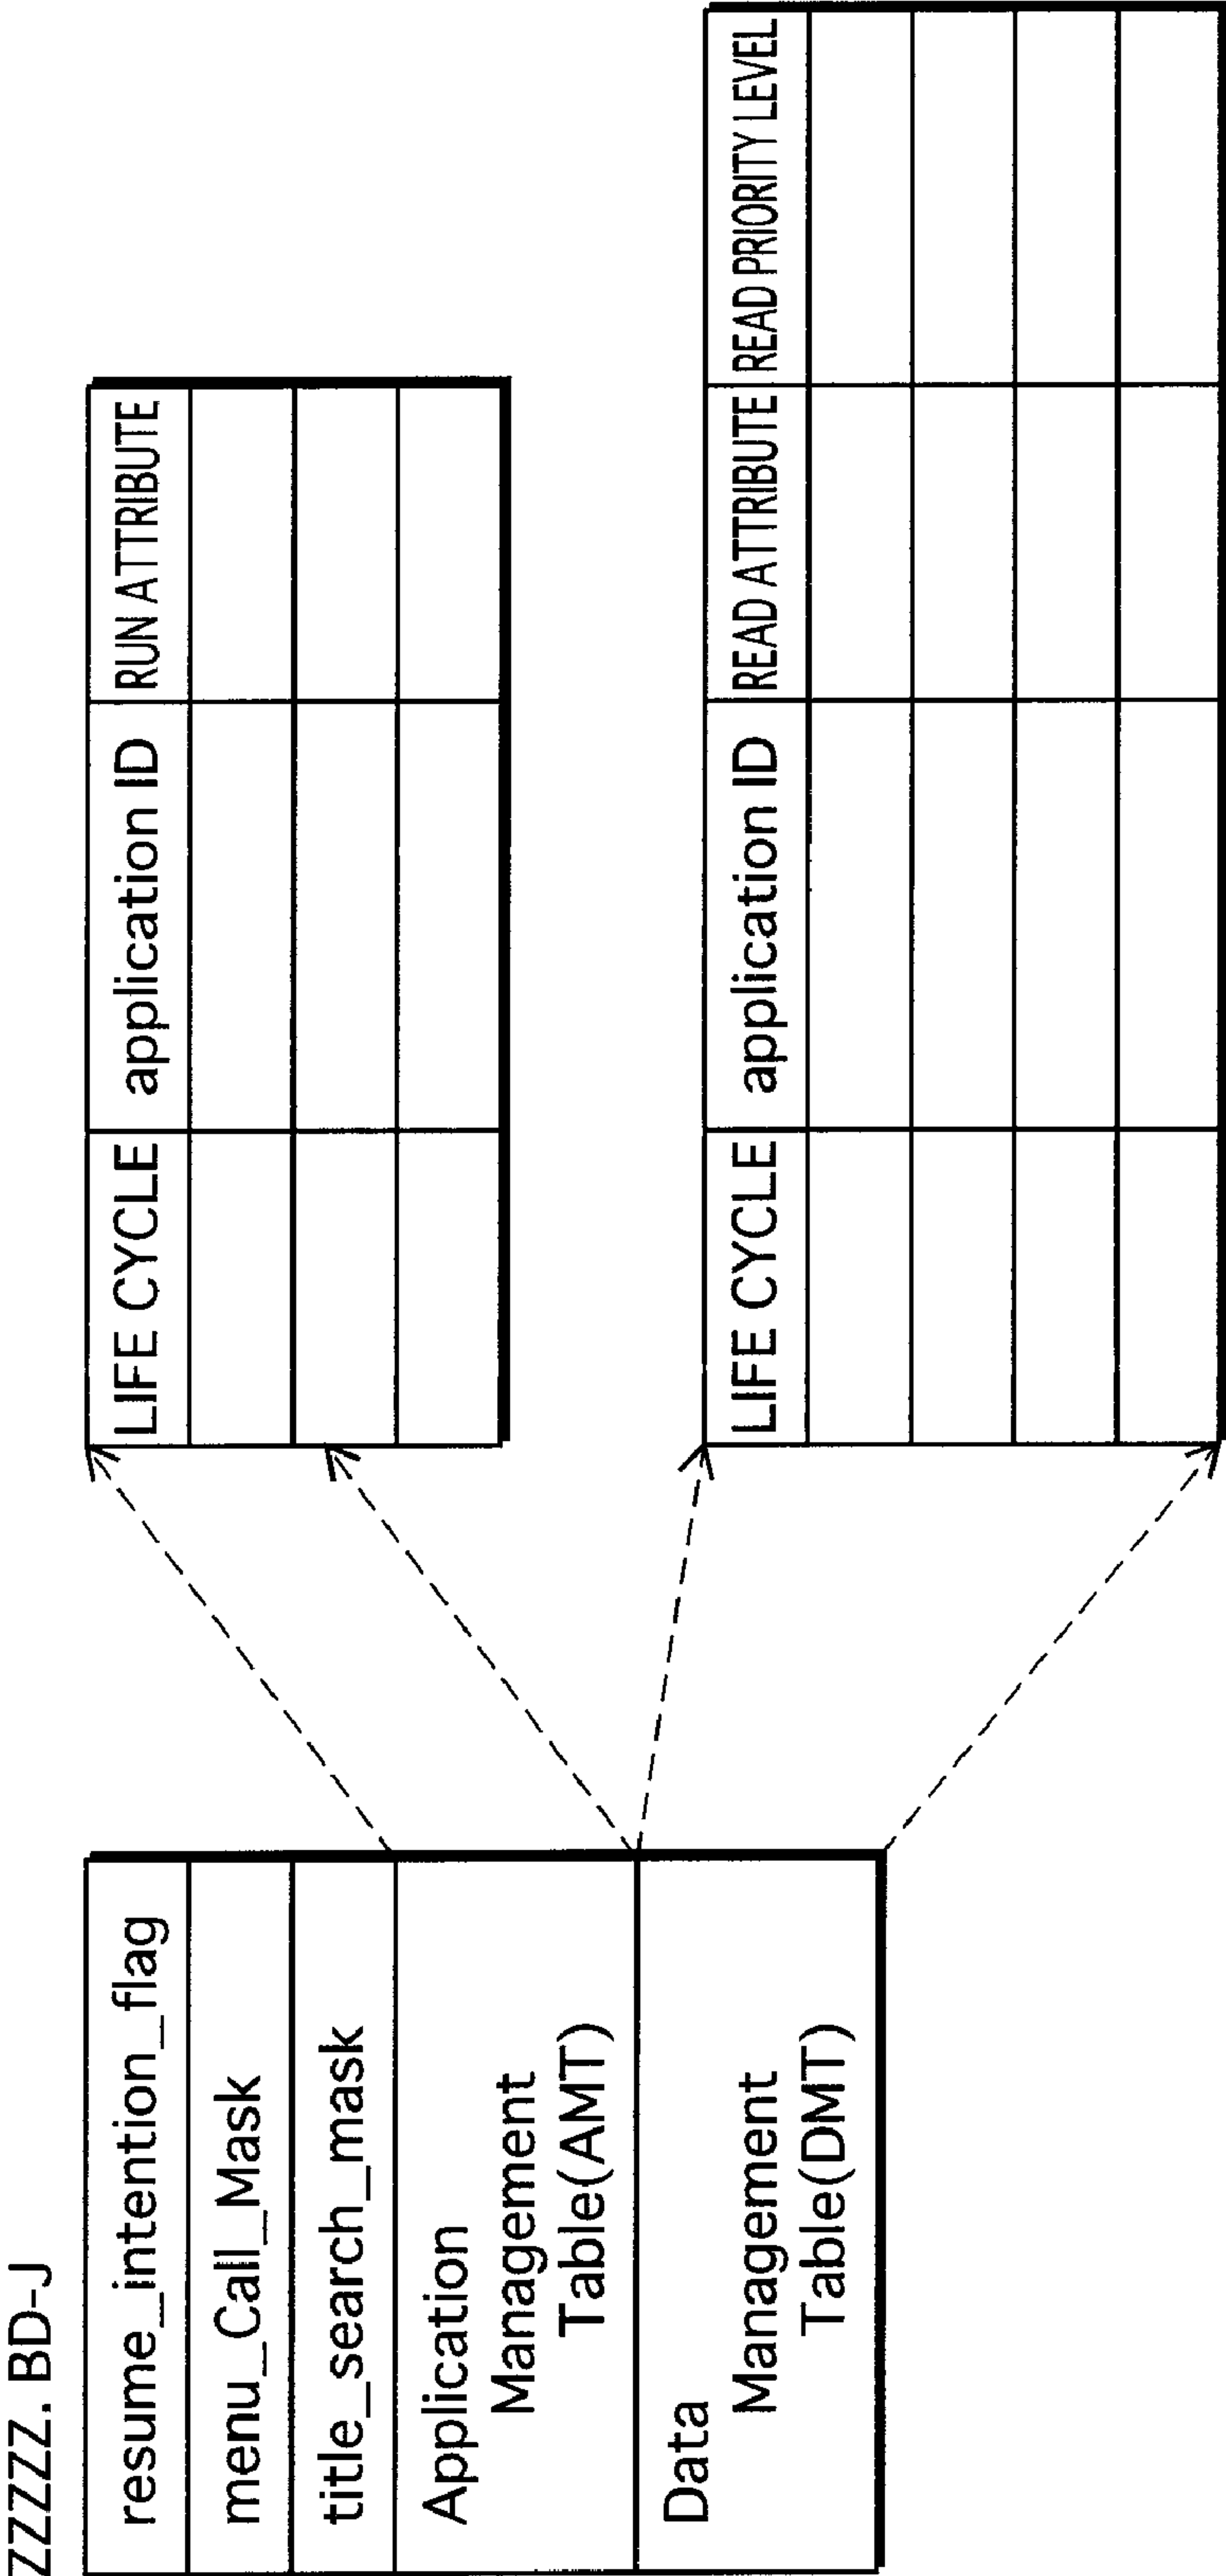 ZZZZZ. BD-J
resume_intention_flag
menu_Call_Mask
title_search_mask
Application
Management
Table(AMT)
Data
Management
Table(DMT)
LIFE CYCLE application ID RUN ATTRIBUTE
LIFE CYCLE application ID READ ATTRIBUTE READ PRIORITY LEVEL